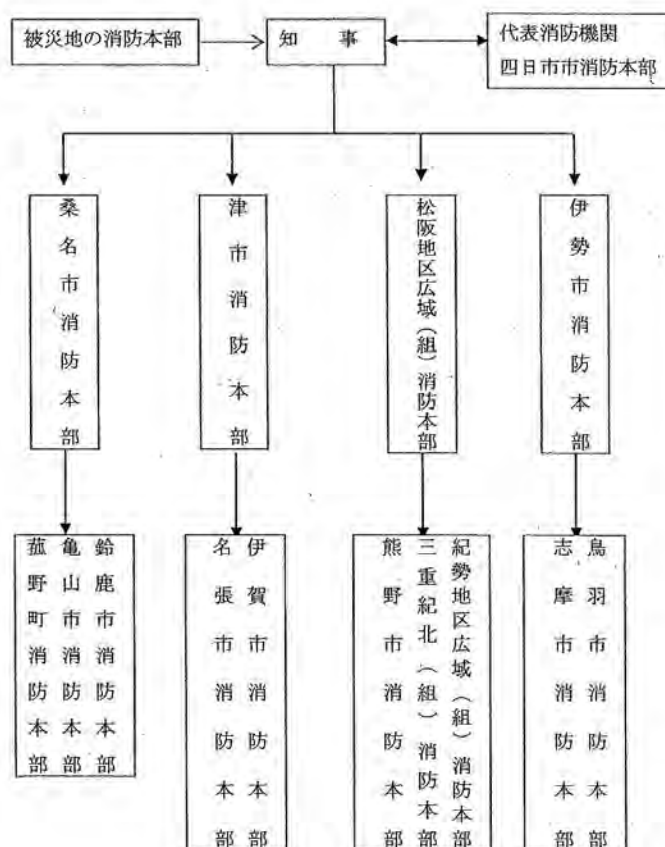 被災地の消防本部
知　事
代表消防機関
四日市市消防本部
桑名市消防本部
津市消防本部
松阪地区広域（組）消防本部
伊勢市消防本部
鈴鹿市消防本部
亀山市消防本部
菰野町消防本部
伊賀市消防本部
名張市消防本部
紀勢地区広域（組）消防本部
三重紀北（組）消防本部
熊野市消防本部
鳥羽市消防本部
志摩市消防本部